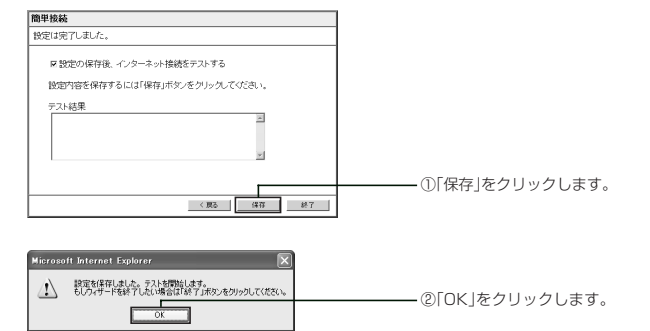 簡単接続
設定は完了しました。
設定の保存後、インターネット接続をテストする
設定内容を保存するには「保存」ボタンをクリックしてください。
テスト結果
①「保存」をクリックします。
< 戻る 保存 終了
Microsoft Internet Explorer
設定を保存しました。テストを開始します。
もしウィザードを終了したい場合は「終了」ボタンをクリックしてください。
OK
②「OK」をクリックします。